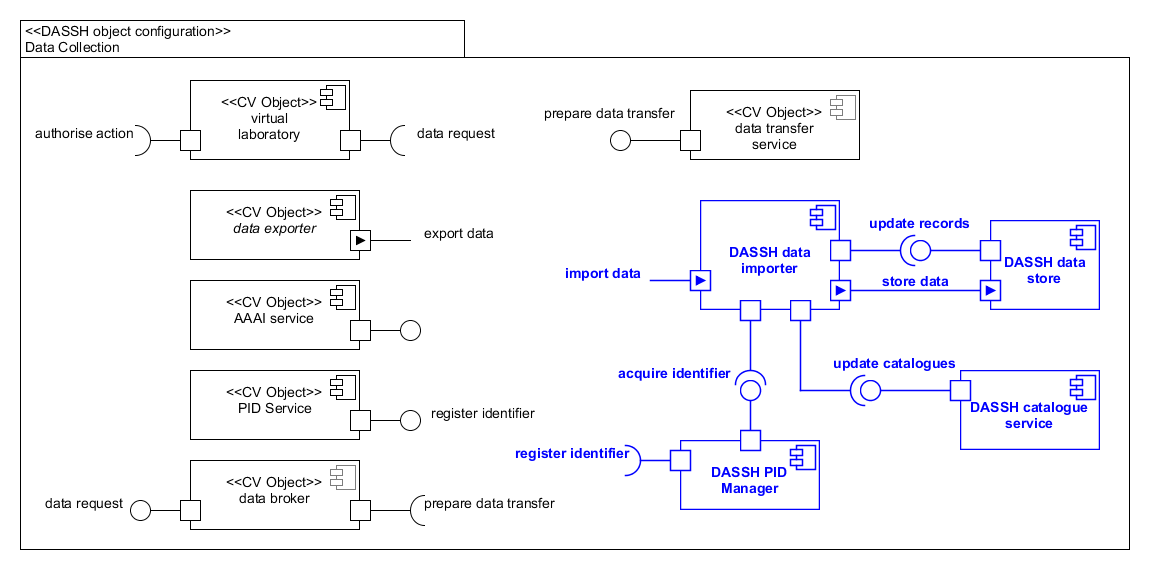 <<DASSH object configuration>>
Data Collection
<<CV Object>>
virtual
laboratory
authorise action
data request
prepare data transfer
<<CV Object>>
data transfer
service
<<CV Object>>
data exporter
export data
<<CV Object>>
AAAI service
<<CV Object>>
PID Service
register identifier
<<CV Object>>
data broker
data request
prepare data transfer
import data
DASSH data
importer
update records
store data
DASSH data
store
acquire identifier
update catalogues
DASSH catalogue
service
register identifier
DASSH PID
Manager